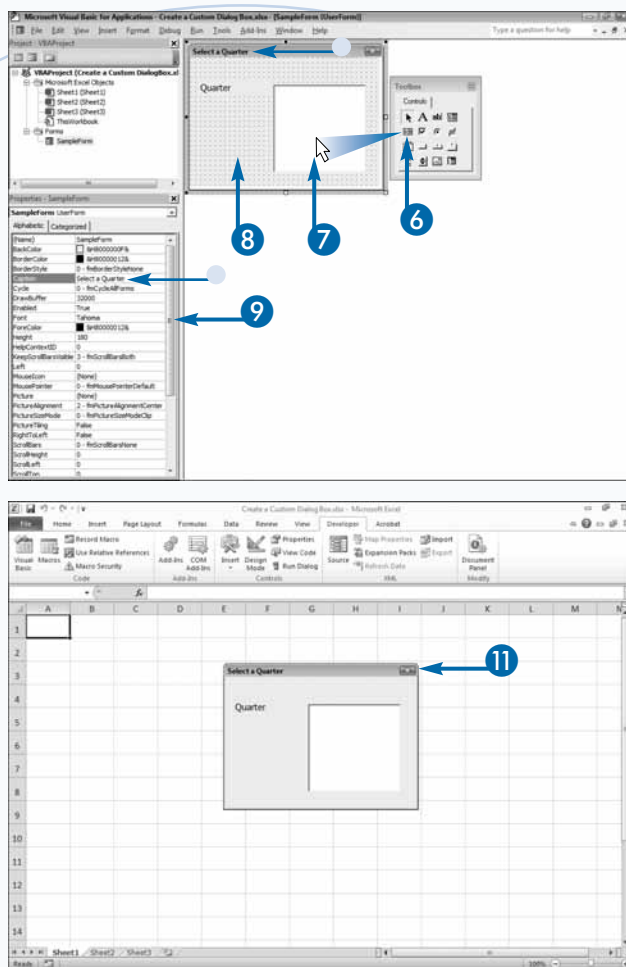 Microsoft Visual Basic for Applications - Create a Custom Dialog Box.xlsx - [SampleForm (UserForm)]
File Edit View Insert Format Debug Run Tools Add-Ins Window Help
Type a question for help
Project - VBAProject
VBAProject (Create a Custom DialogBox.xl
Microsoft Excel Objects
Sheet1 (Sheet1)
Sheet2 (Sheet2)
Sheet3 (Sheet3)
ThisWorkbook
Forms
SampleForm
Select a Quarter
Quarter
Toolbox
Controls
6
7
8
Properties - SampleForm
SampleForm UserForm
Alphabetic Categorized
(Name) SampleForm
BackColor &H8000000F&
BorderColor &H80000012&
BorderStyle 0 - fmBorderStyleNone
Caption Select a Quarter
Cycle 0 - fmCycleAllForms
DrawBuffer 32000
Enabled True
Font Tahoma
ForeColor &H80000012&
Height 180
HelpContextID 0
KeepScrollBarsVisible 3 - fmScrollBarsBoth
Left 0
MouseIcon (None)
MousePointer 0 - fmMousePointerDefault
Picture (None)
PictureAlignment 2 - fmPictureAlignmentCenter
PictureSizeMode 0 - fmPictureSizeModeClip
PictureTiling False
RightToLeft False
ScrollBars 0 - fmScrollBarsNone
ScrollHeight 0
ScrollLeft 0
ScrollTop 0
9
Create a Custom Dialog Box.xlsx - Microsoft Excel
File Home Insert Page Layout Formulas Data Review View Developer Acrobat
Visual Basic
Macros
Record Macro
Use Relative References
Macro Security
Code
Add-Ins
COM Add-Ins
Add-Ins
Insert
Design Mode
Properties
View Code
Run Dialog
Controls
Source
Map Properties
Expansion Packs
Refresh Data
Import
Export
XML
Document Panel
Modify
fx
A B C D E F G H I J K L M N
1
2
3
4
5
6
7
8
9
10
11
12
13
14
Select a Quarter
Quarter
11
Sheet1 Sheet2 Sheet3
Ready
100%